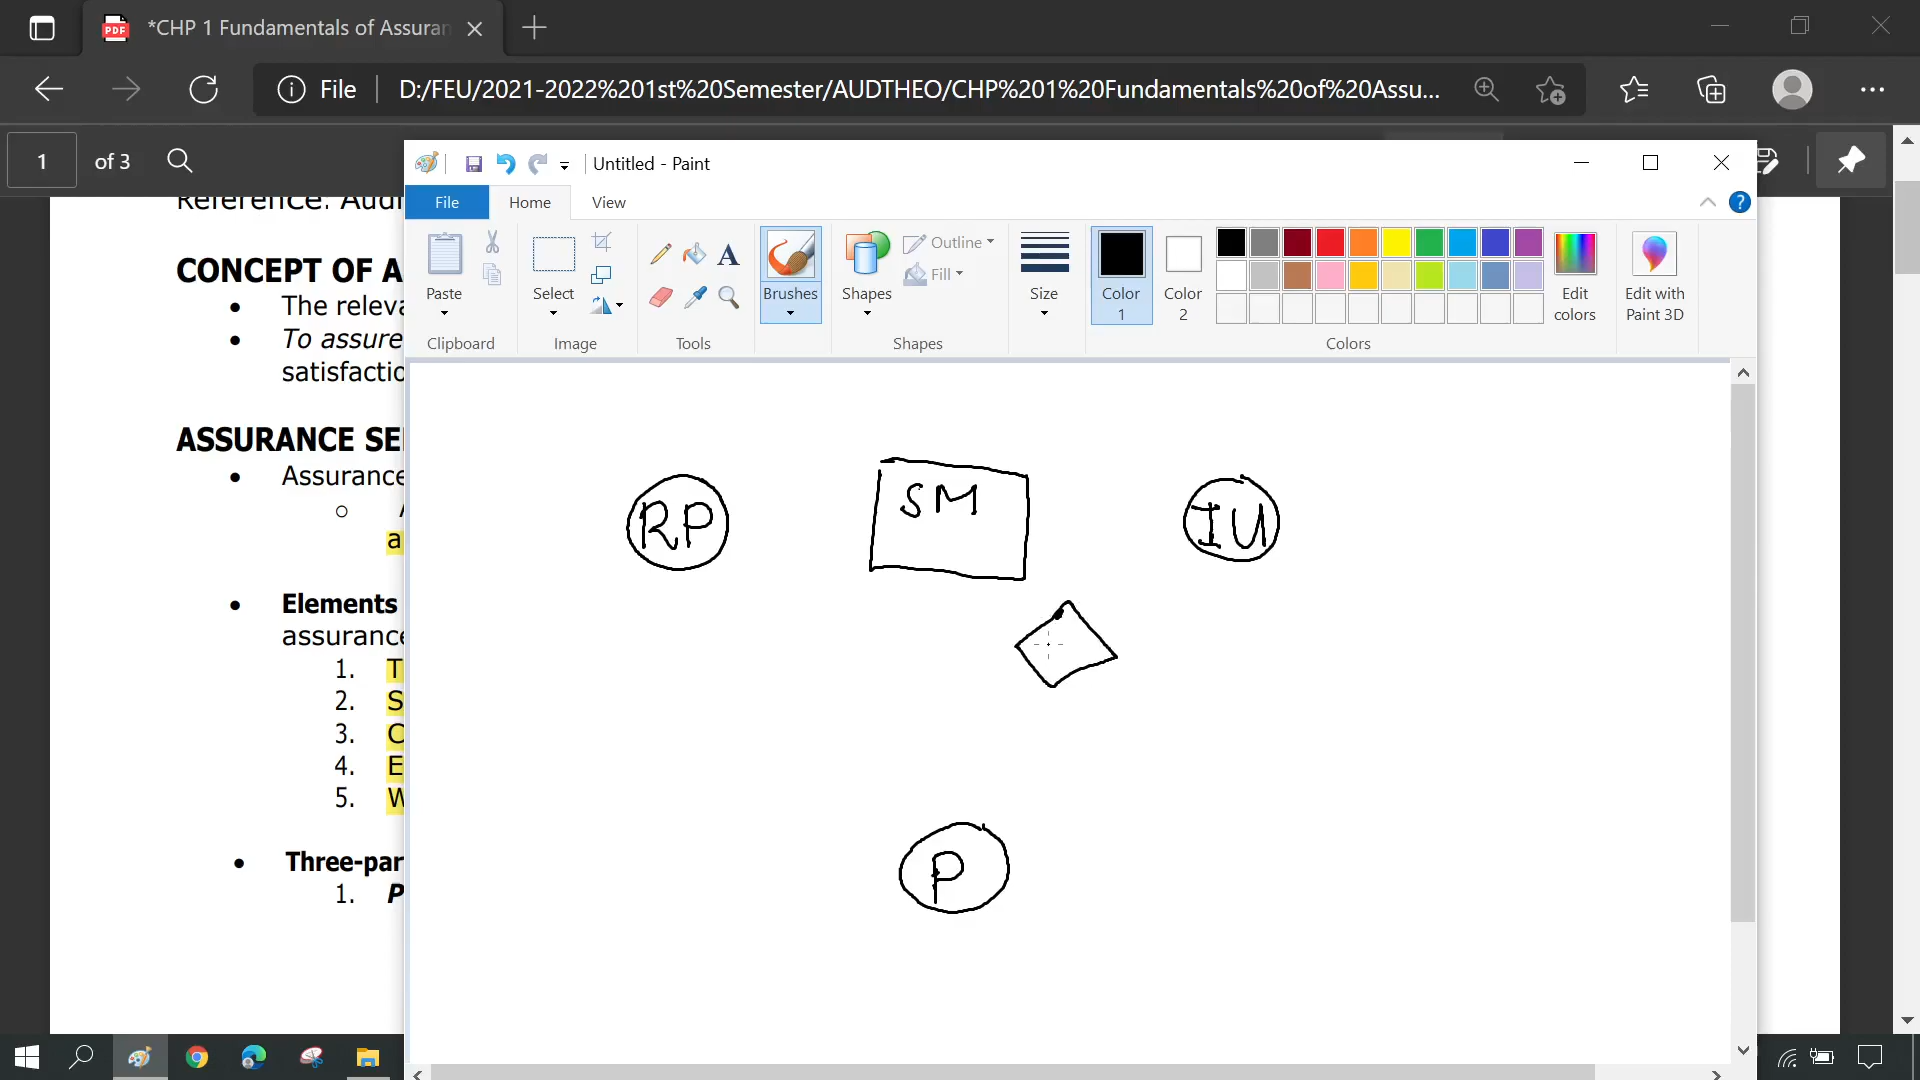 *CHP 1 Fundamentals of Assuran
File
D:/FEU/2021-2022%201st%20Semester/AUDTHEO/CHP%201%20Fundamentals%20of%20Assu...
1 of 3
Untitled - Paint
File Home View
Paste
Select
Brushes
Shapes
Outline
Fill
Size
Color 1
Color 2
Edit colors
Edit with Paint 3D
Clipboard Image Tools Shapes Colors
CONCEPT OF A
The releva
To assure
satisfactio
ASSURANCE SE
Assurance
a
Elements
assurance
1. T
2. S
3. C
4. E
5. W
Three-par
1. P
RP
SM
IU
P